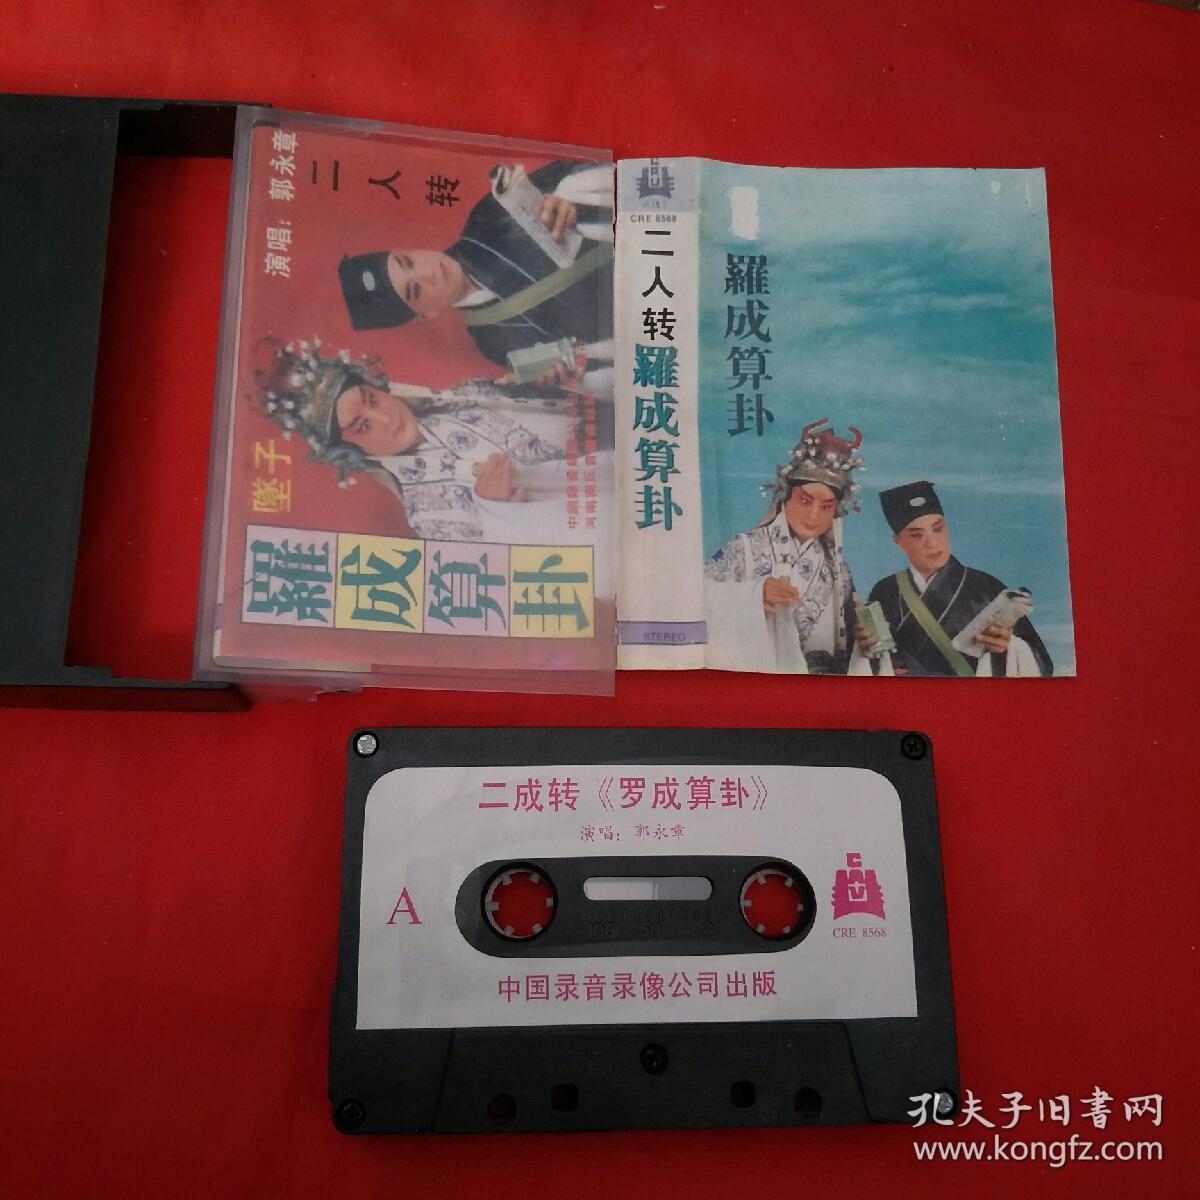 演唱：郭永章
二人转
墜子
羅成算卦
CRE 8568
二人转
羅成算卦
STEREO
羅成算卦
二成转《罗成算卦》
演唱：郭永章
A
100 50 0
CRE 8568
中国录音录像公司出版
孔夫子旧書网
www.kongfz.com